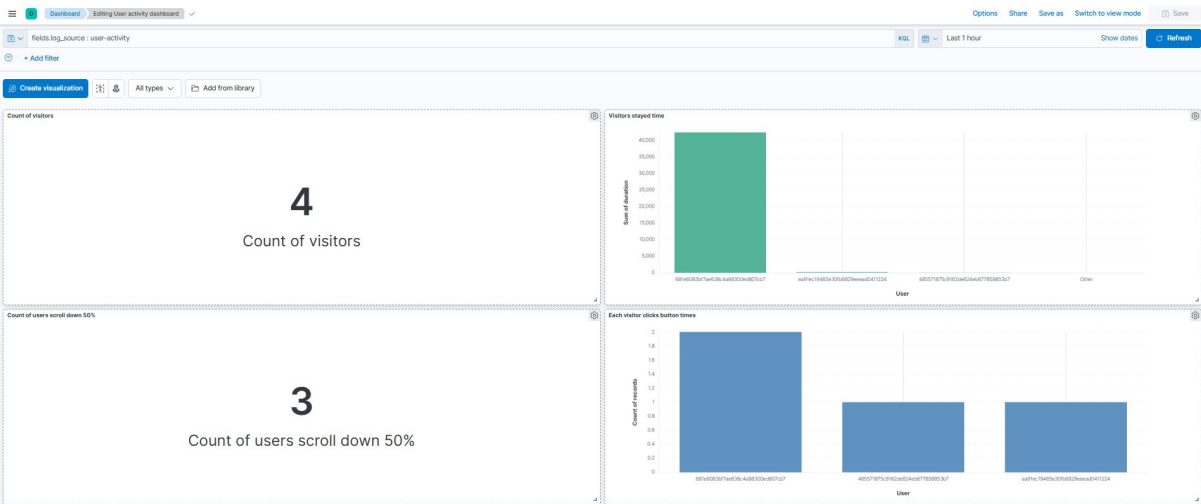 D Dashboard Editing User activity dashboard
Options Share Save as Switch to view mode Save
fields.log_source : user-activity
KQL Last 1 hour Show dates Refresh
+ Add filter
Create visualization All types Add from library
Count of visitors
4
Count of visitors
Visitors stayed time
40,000
35,000
30,000
25,000
20,000
15,000
10,000
5,000
0
Sum of duration
Other
User
Count of users scroll down 50%
3
Count of users scroll down 50%
Each visitor clicks button times
2
1.8
1.6
1.4
1.2
1
0.8
0.6
0.4
0.2
0
Count of records
User